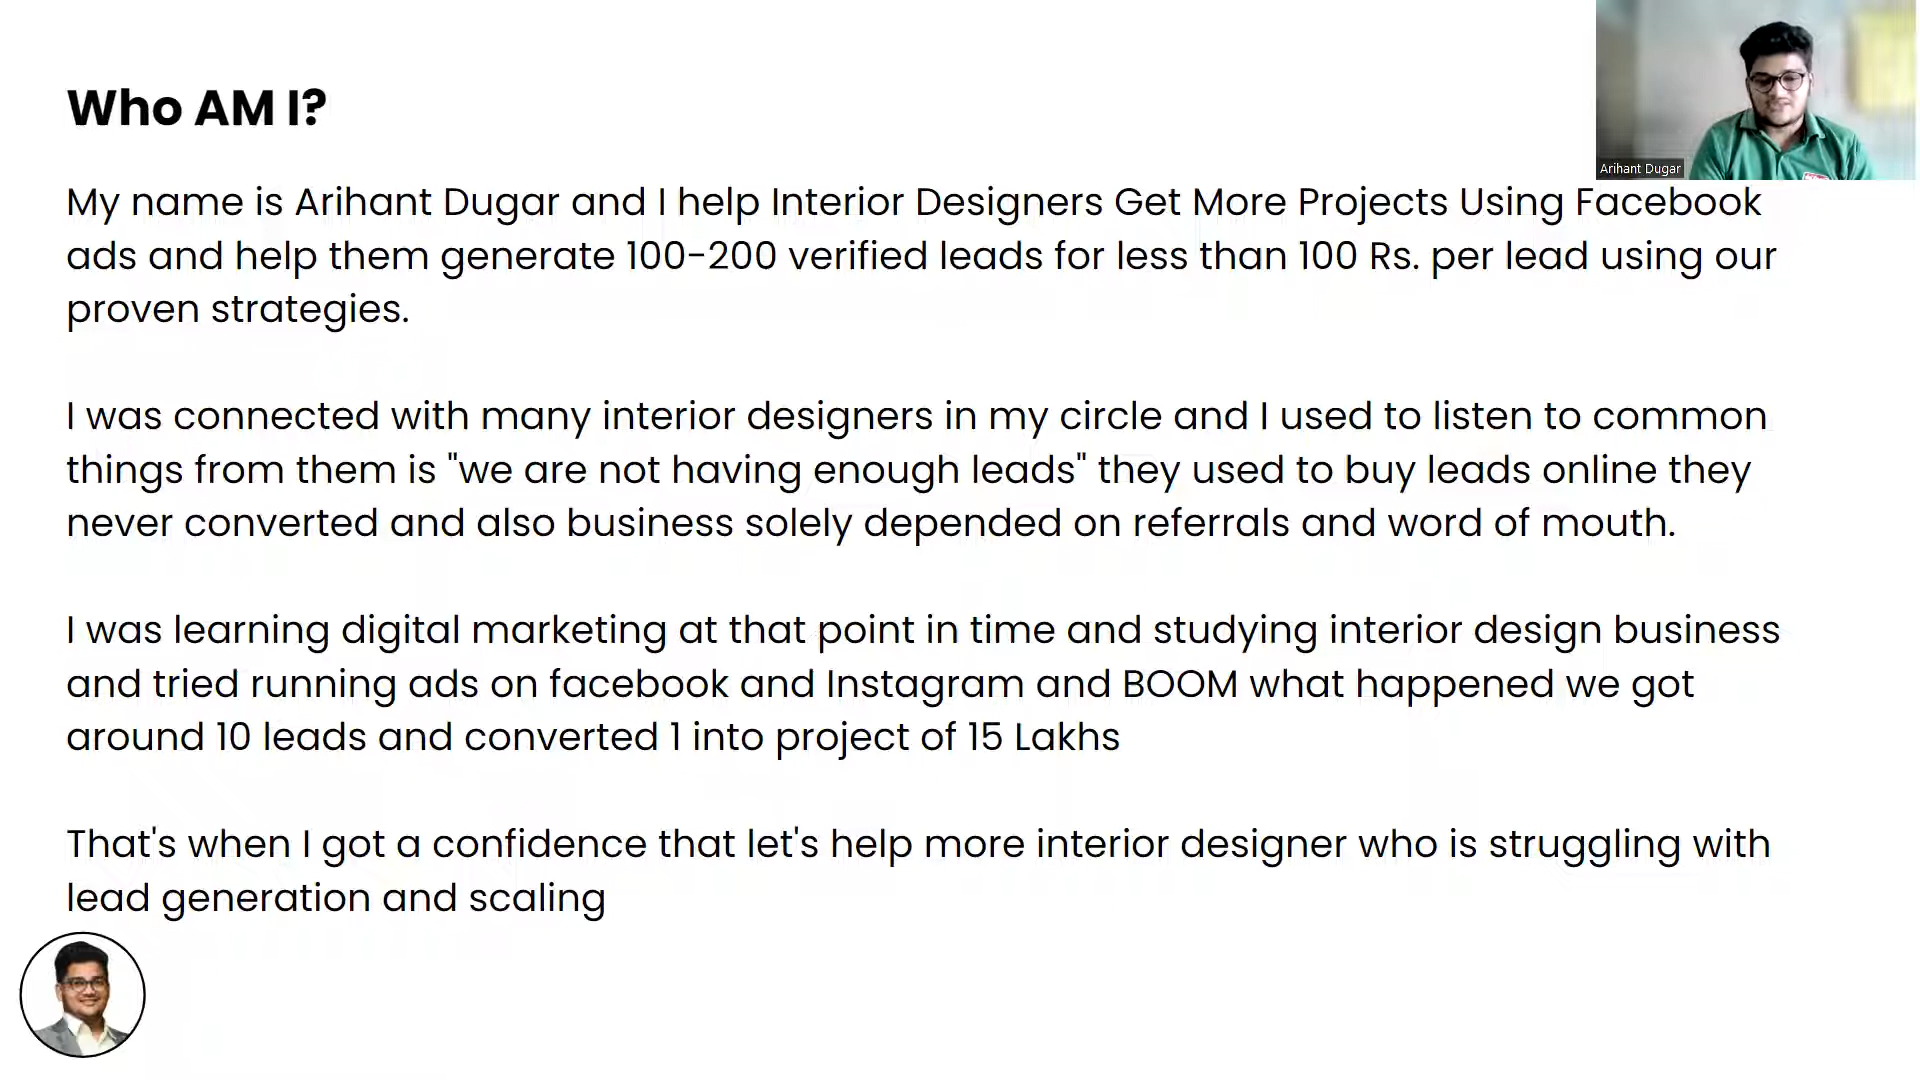 Who AM I?
Arihant Dugar
My name is Arihant Dugar and I help Interior Designers Get More Projects Using Facebook
ads and help them generate 100-200 verified leads for less than 100 Rs. per lead using our
proven strategies.
I was connected with many interior designers in my circle and I used to listen to common
things from them is "we are not having enough leads" they used to buy leads online they
never converted and also business solely depended on referrals and word of mouth.
I was learning digital marketing at that point in time and studying interior design business
and tried running ads on facebook and Instagram and BOOM what happened we got
around 10 leads and converted 1 into project of 15 Lakhs
That's when I got a confidence that let's help more interior designer who is struggling with
lead generation and scaling